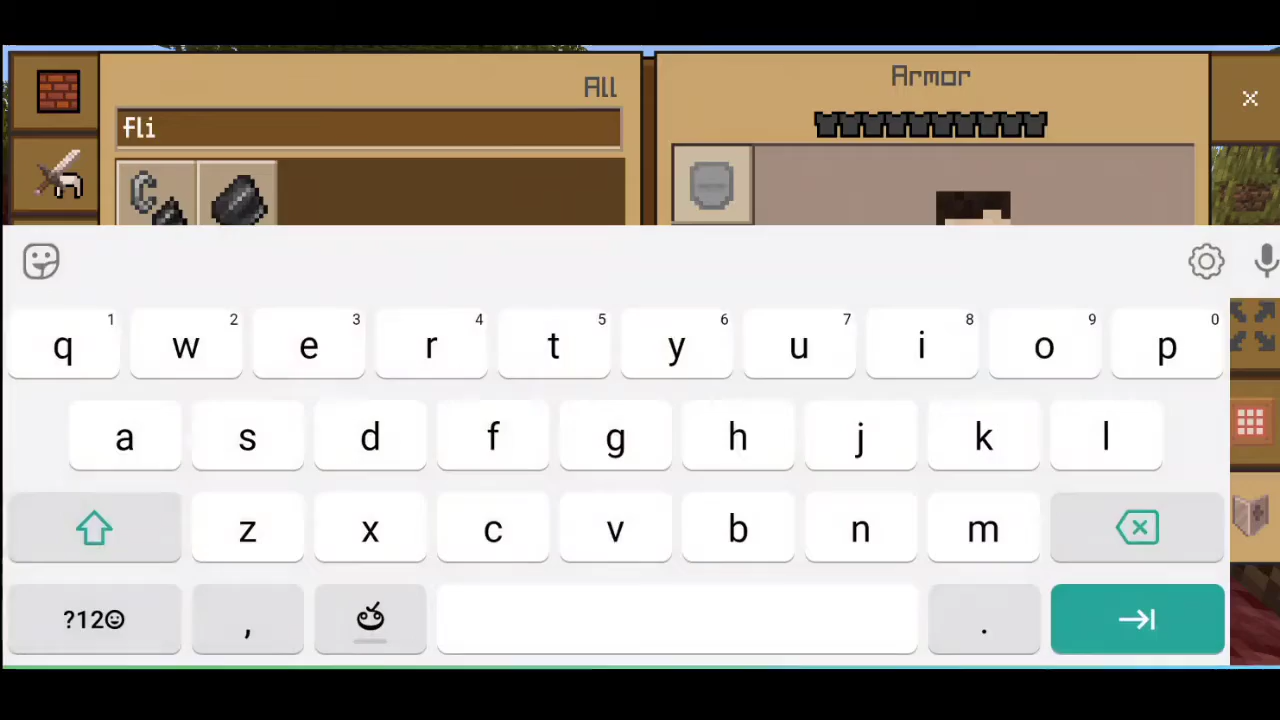 All
Armor
fli
1 2 3 4 5 6 7 8 9 0
q w e r t y u i o p
a s d f g h j k l
z x c v b n m
?12☺ , ㅤ.